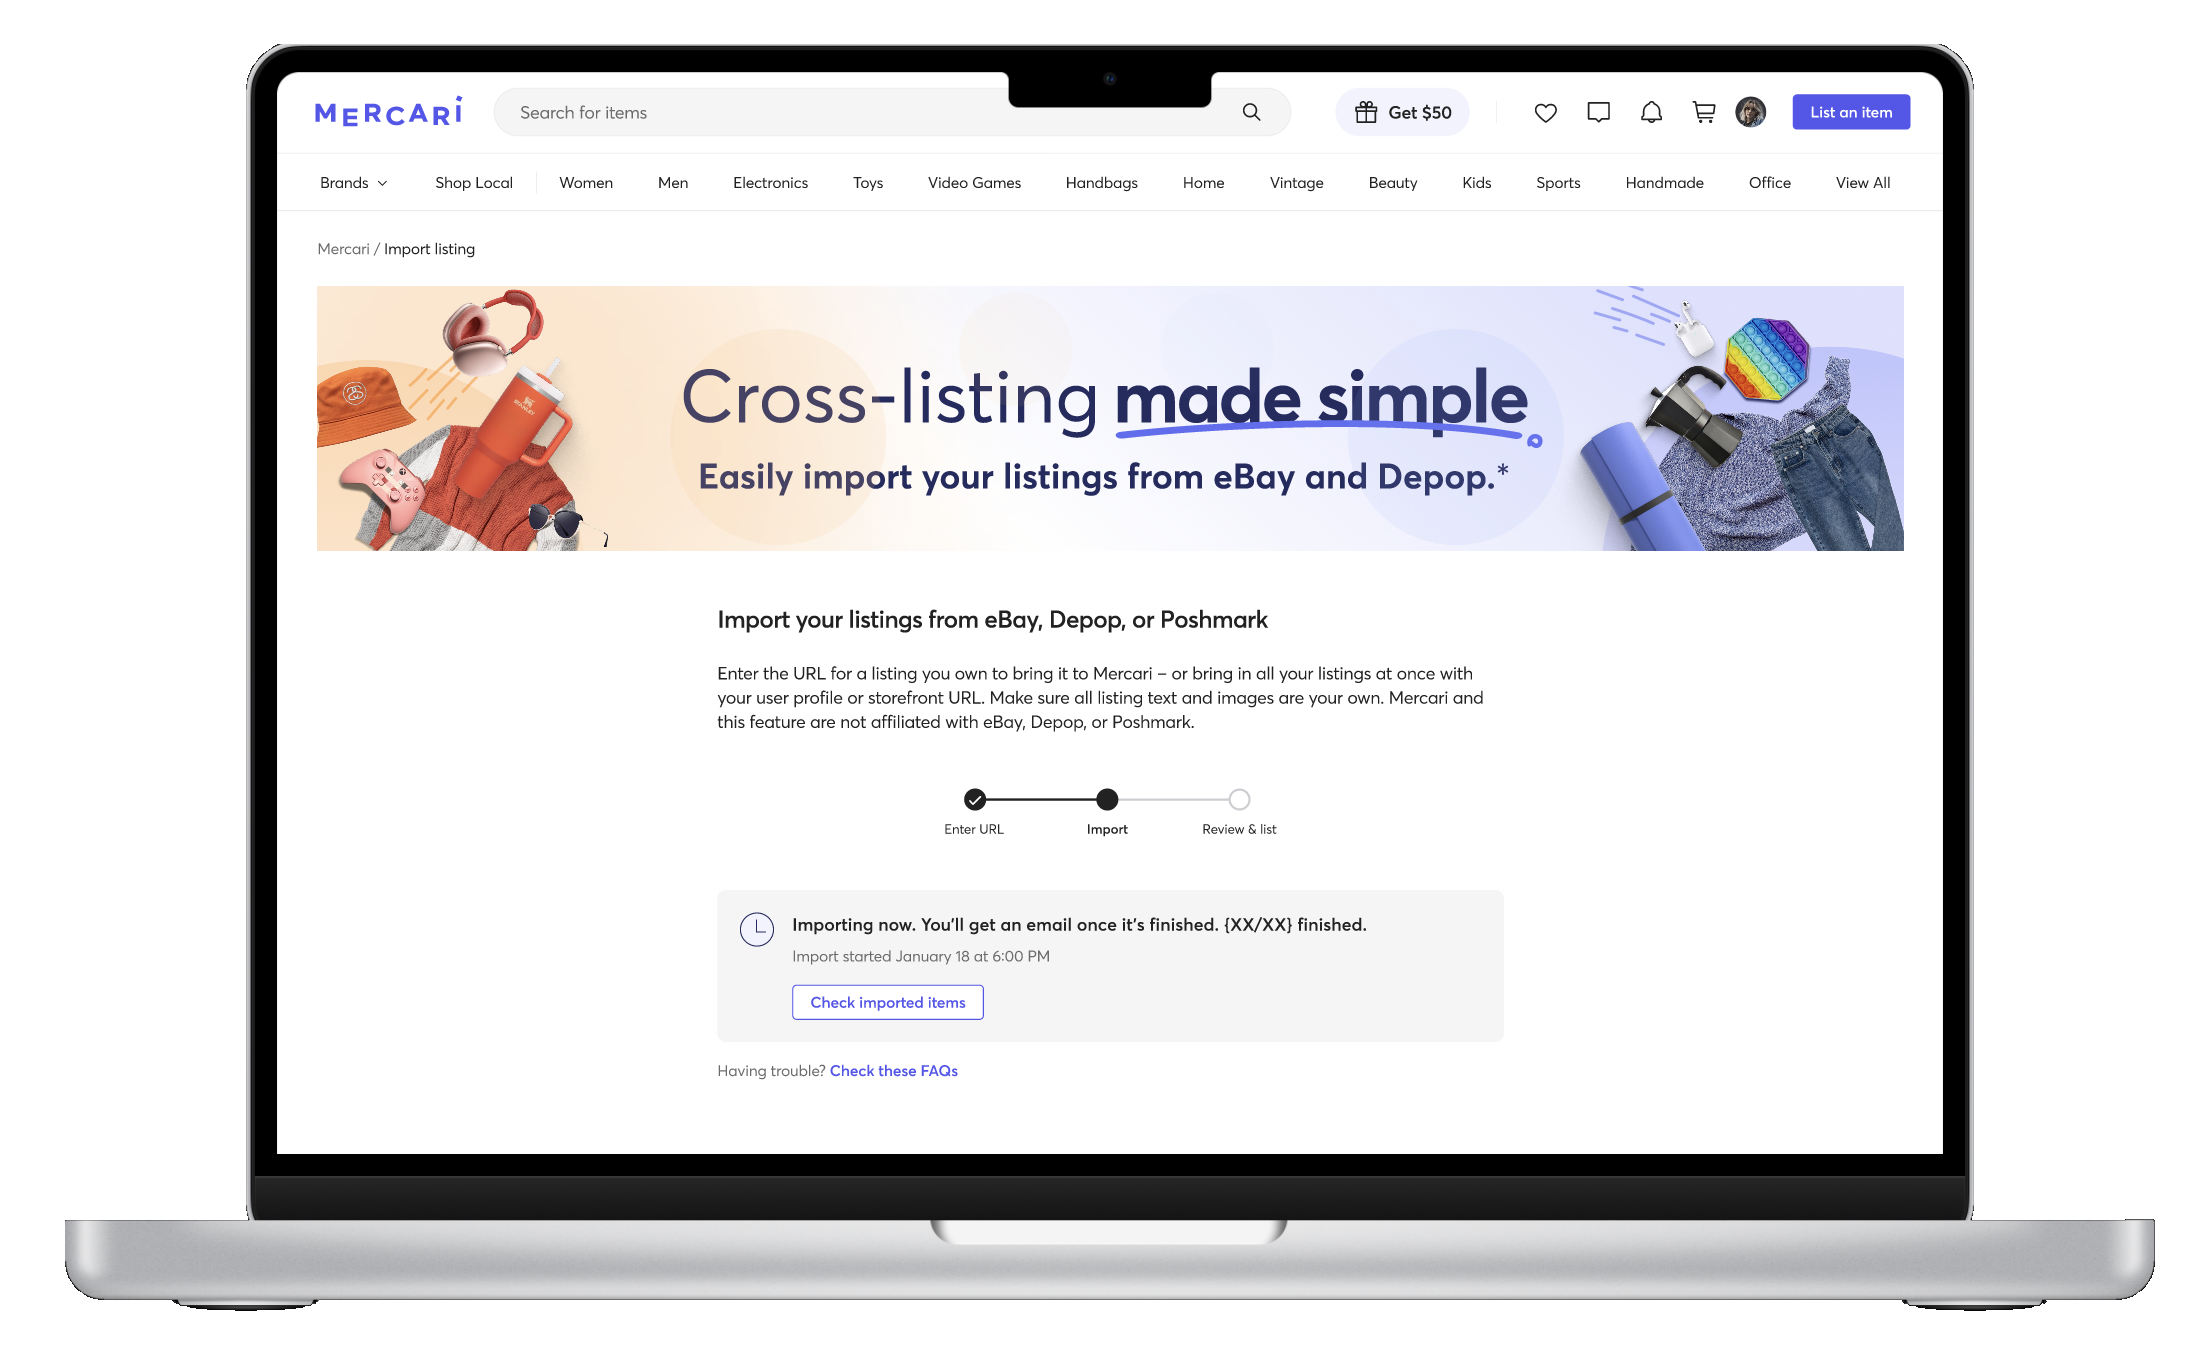 MERCARI
Search for items
Get $50
List an item
Brands
Shop Local
Women
Men
Electronics
Toys
Video Games
Handbags
Home
Vintage
Beauty
Kids
Sports
Handmade
Office
View All
Mercari / Import listing
Cross-listing made simple
Easily import your listings from eBay and Depop.*
STANLEY
Import your listings from eBay, Depop, or Poshmark
Enter the URL for a listing you own to bring it to Mercari – or bring in all your listings at once with
your user profile or storefront URL. Make sure all listing text and images are your own. Mercari and
this feature are not affiliated with eBay, Depop, or Poshmark.
Enter URL
Import
Review & list
Importing now. You’ll get an email once it’s finished. {XX/XX} finished.
Import started January 18 at 6:00 PM
Check imported items
Having trouble? Check these FAQs